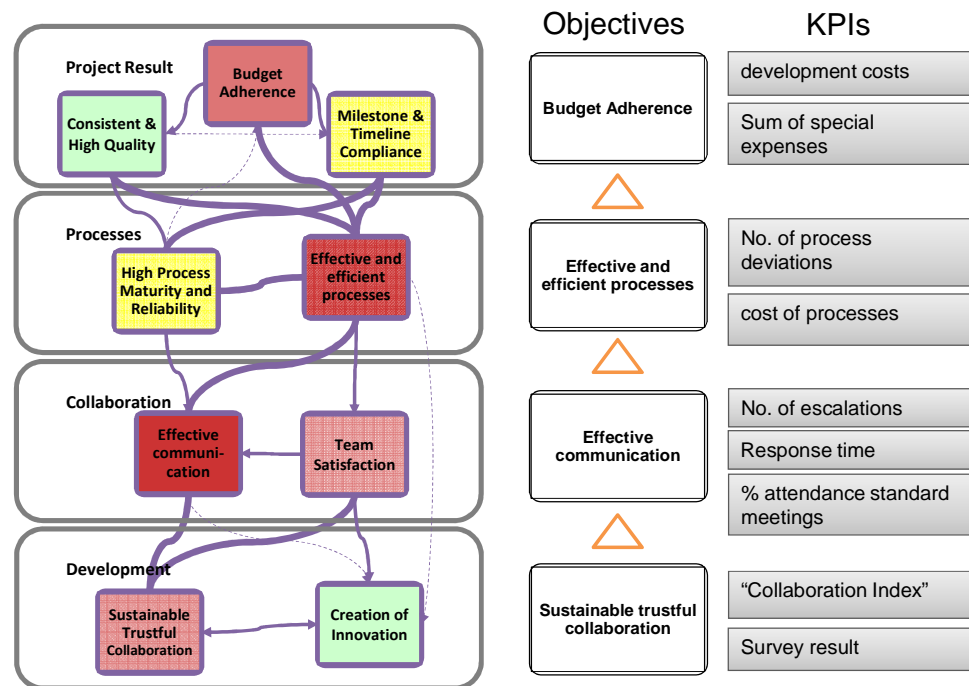 Project Result
Budget
Adherence
Consistent &
High Quality
Milestone &
Timeline
Compliance
Processes
High Process
Maturity and
Reliability
Effective and
efficient
processes
Collaboration
Effective
communi-
cation
Team
Satisfaction
Development
Sustainable
Trustful
Collaboration
Creation of
Innovation
Objectives
Budget Adherence
Effective and
efficient processes
Effective
communication
Sustainable trustful
collaboration
KPIs
development costs
Sum of special
expenses
No. of process
deviations
cost of processes
No. of escalations
Response time
% attendance standard
meetings
“Collaboration Index”
Survey result